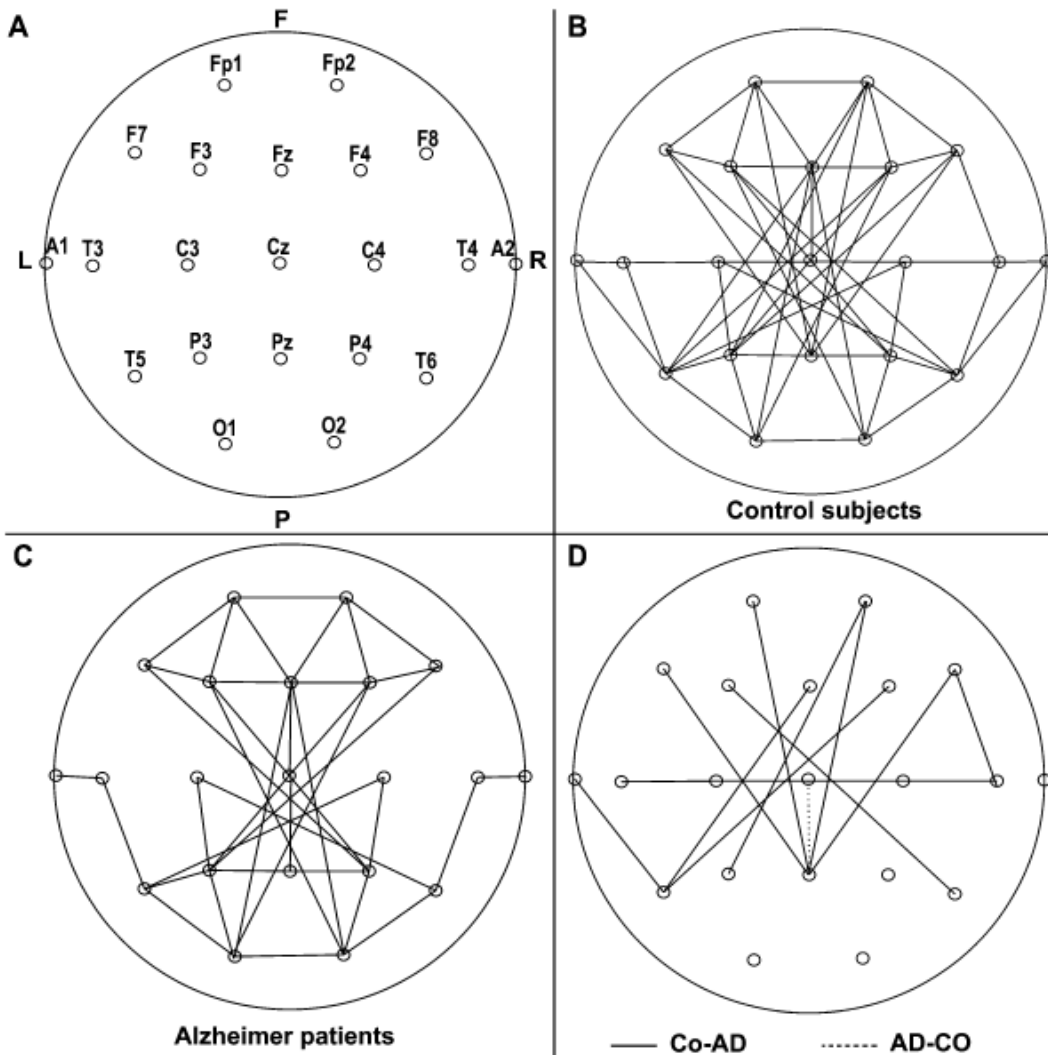 A
F
Fp1 Fp2
F7 F3 Fz F4 F8
L A1 T3 C3 Cz C4 T4 A2 R
T5 P3 Pz P4 T6
O1 O2
P
B
Control subjects
C
Alzheimer patients
D
Co-AD AD-CO